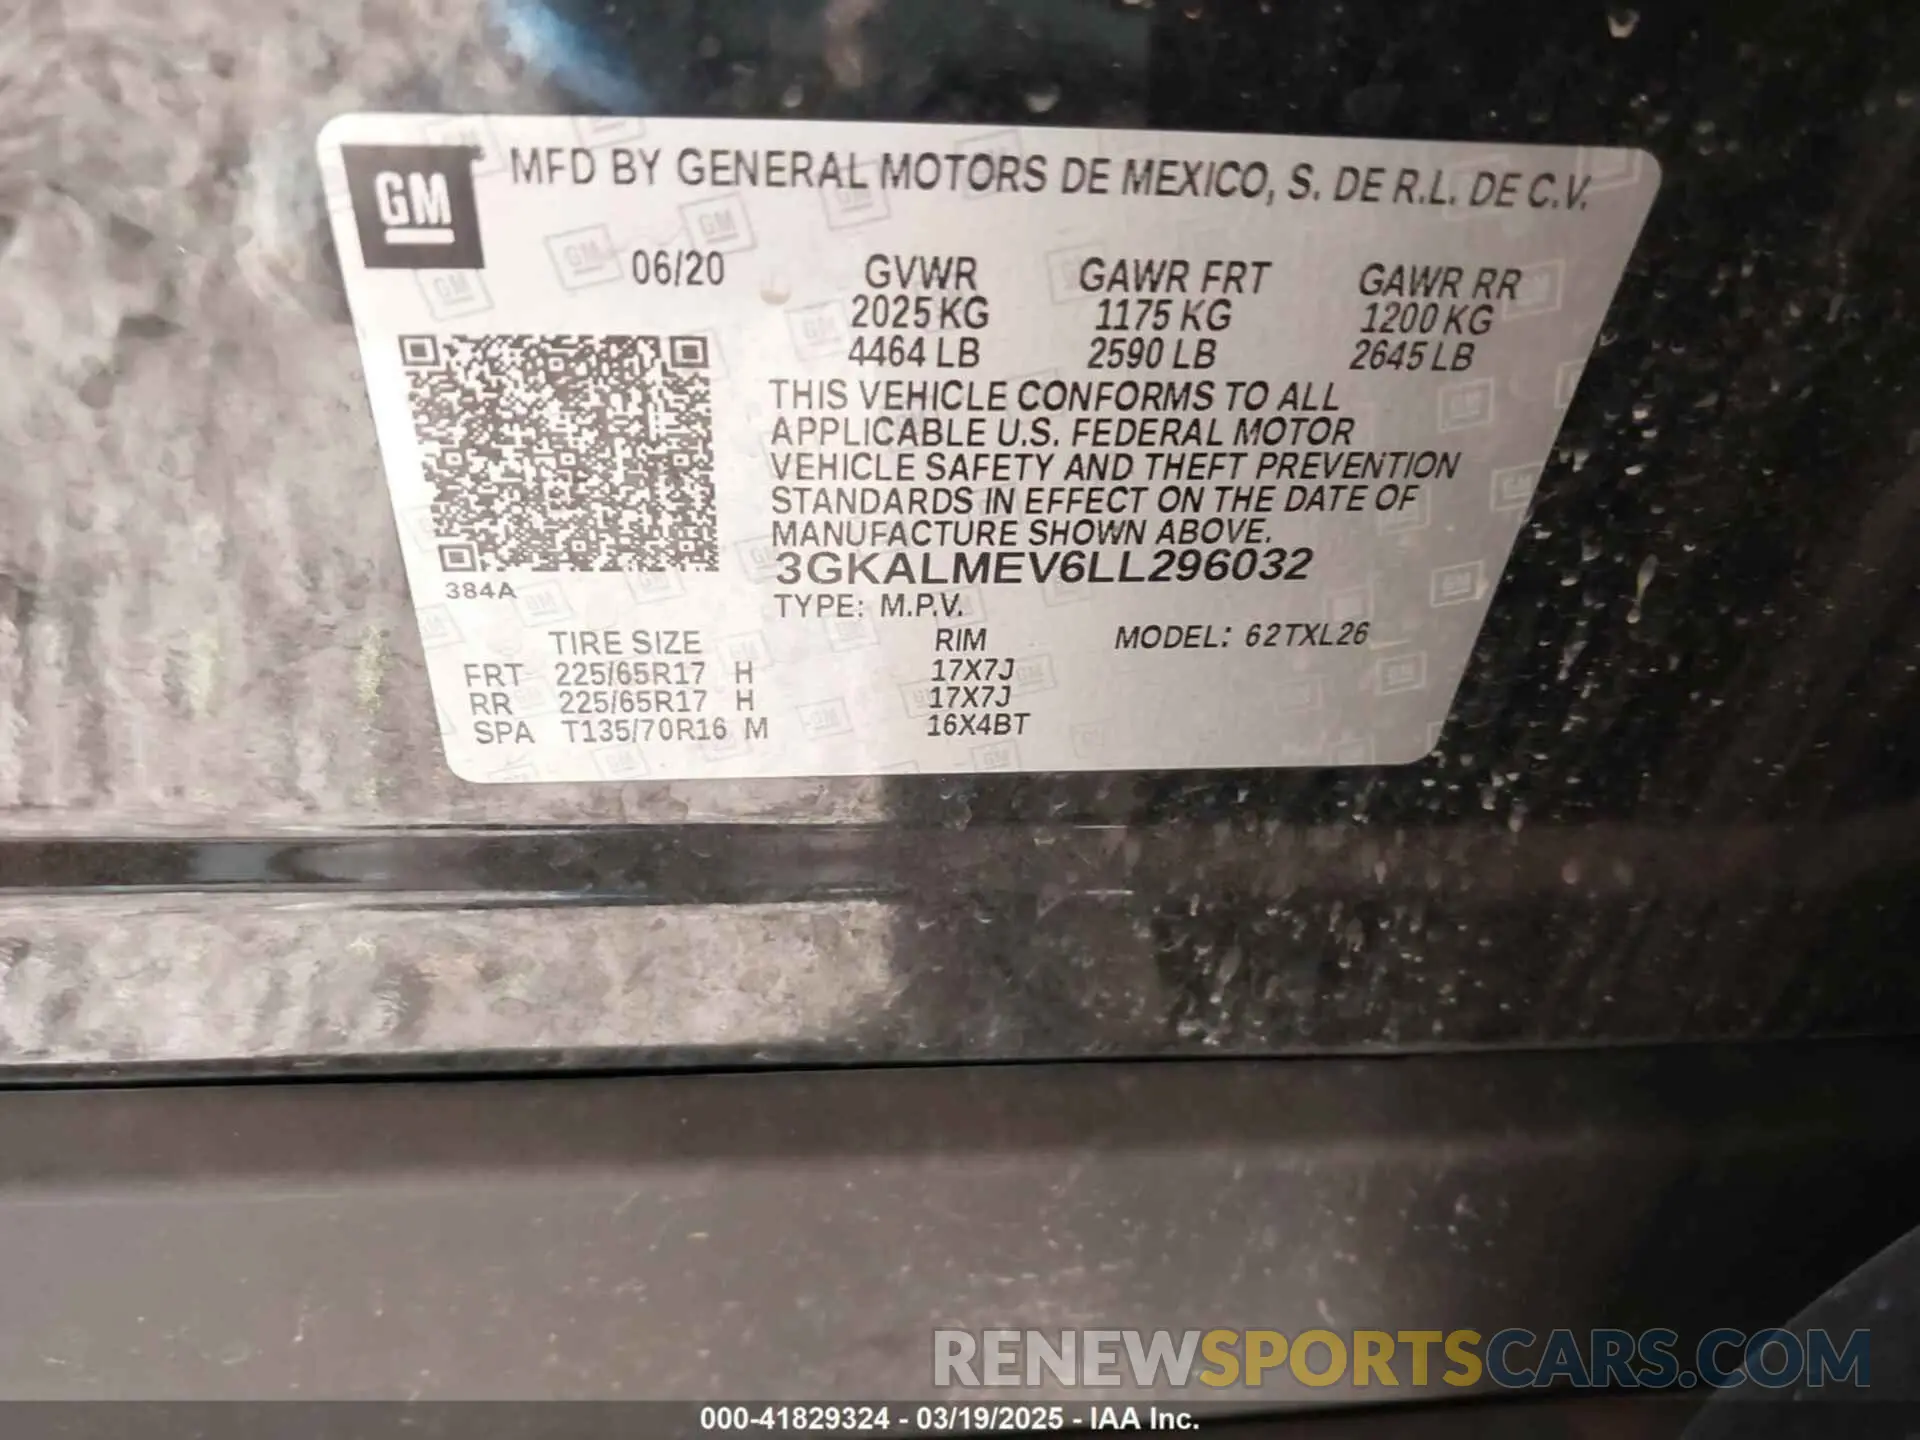 GM
MFD BY GENERAL MOTORS DE MEXICO, S. DE R.L. DE C.V.
06/20
GVWR GAWR FRT GAWR RR
2025 KG 1175 KG 1200 KG
4464 LB 2590 LB 2645 LB
THIS VEHICLE CONFORMS TO ALL
APPLICABLE U.S. FEDERAL MOTOR
VEHICLE SAFETY AND THEFT PREVENTION
STANDARDS IN EFFECT ON THE DATE OF
MANUFACTURE SHOWN ABOVE.
3GKALMEV6LL296032
384A
TYPE: M.P.V.
TIRE SIZE RIM MODEL: 62TXL26
FRT 225/65R17 H 17X7J
RR 225/65R17 H 17X7J
SPA T135/70R16 M 16X4BT
RENEWSPORTSCARS.COM
000-41829324 - 03/19/2025 - IAA Inc.